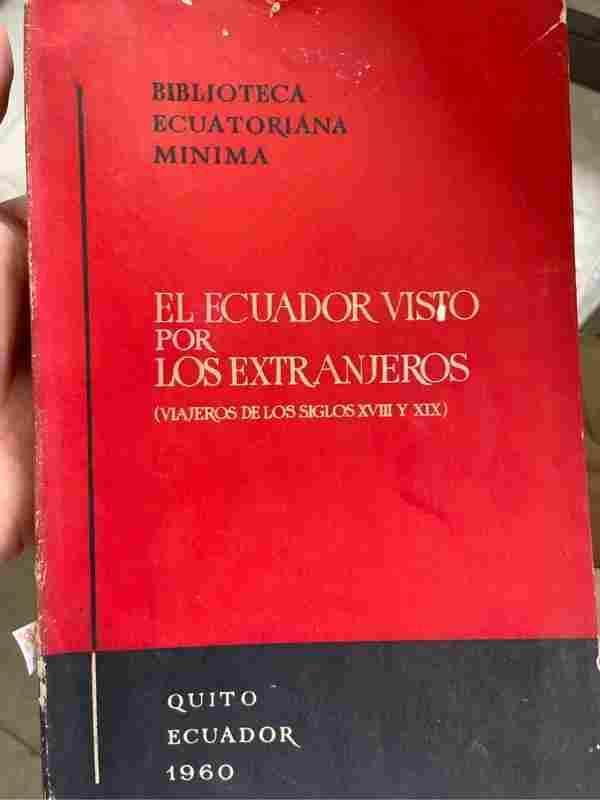 BIBLIOTECA
ECUATORIANA
MINIMA
EL ECUADOR VISTO
POR
LOS EXTRANJEROS
(VIAJEROS DE LOS SIGLOS XVIII Y XIX)
QUITO
ECUADOR
1960